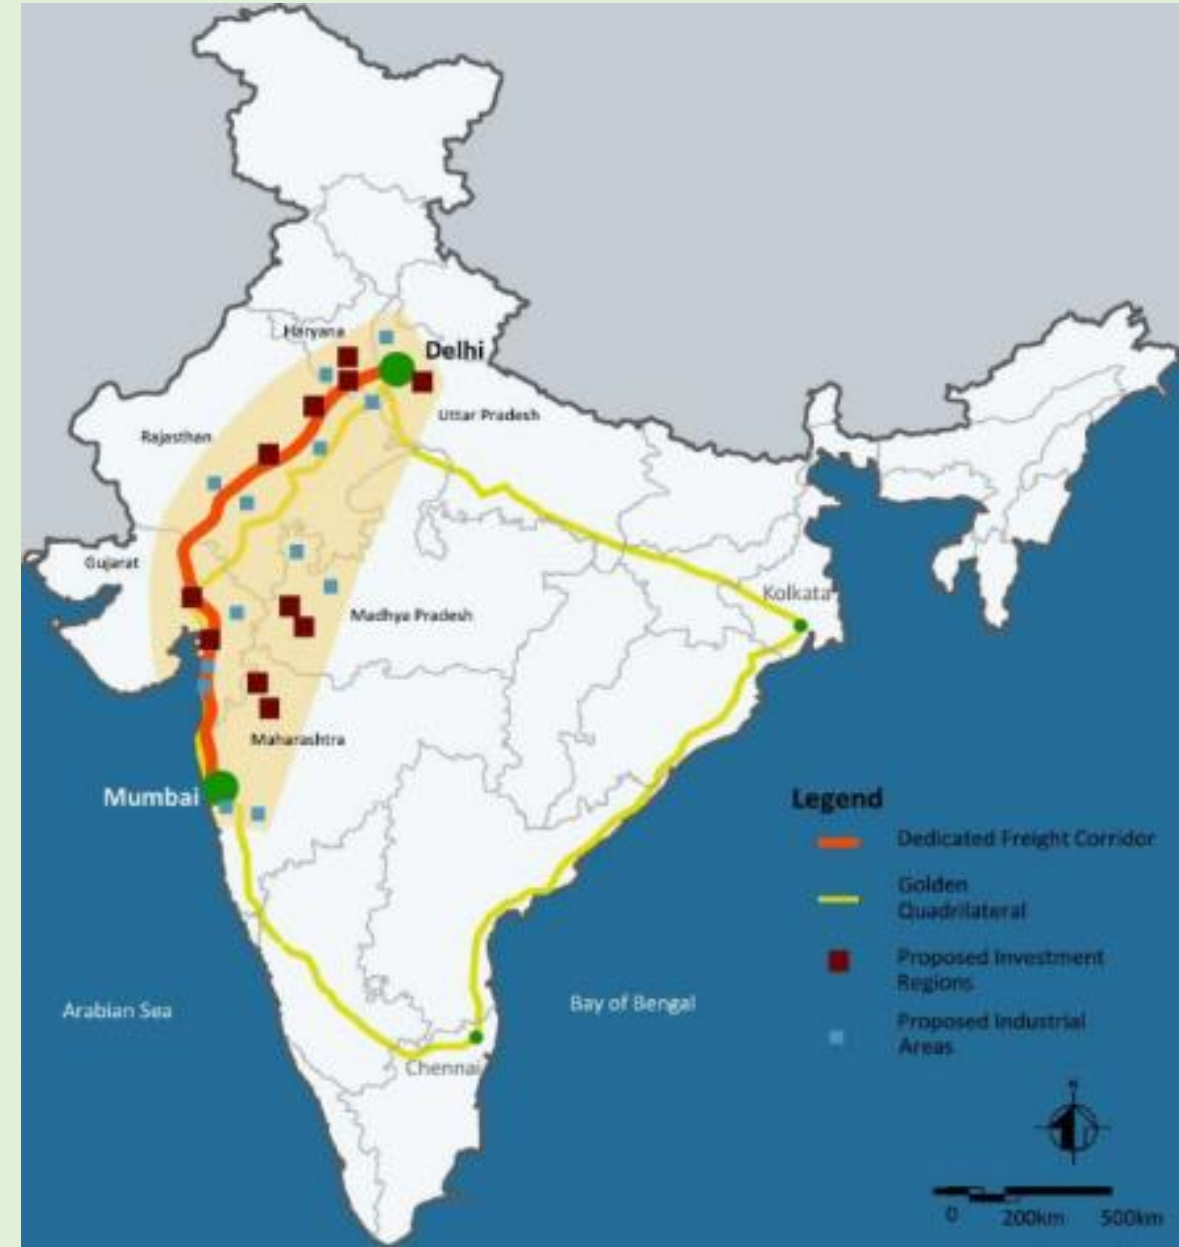 Haryana
Delhi
Uttar Pradesh
Rajasthan
Gujarat
Madhya Pradesh
Kolkata
Maharashtra
Mumbai
Arabian Sea
Bay of Bengal
Chennai
Legend
Dedicated Freight Corridor
Golden
Quadrilateral
Proposed Investment
Regions
Proposed Industrial
Areas
N
0 200km 500km